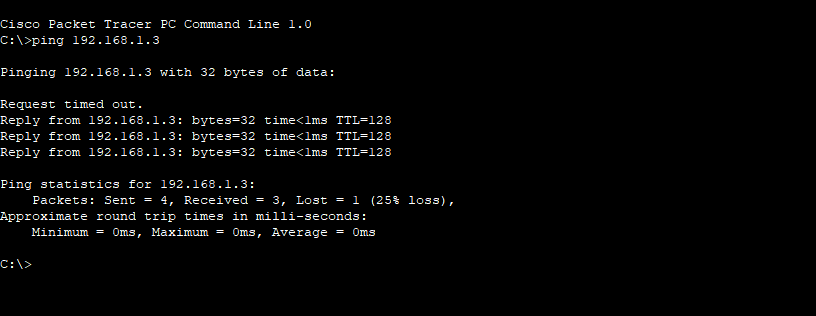 Cisco Packet Tracer PC Command Line 1.0
C:\>ping 192.168.1.3
Pinging 192.168.1.3 with 32 bytes of data:
Request timed out.
Reply from 192.168.1.3: bytes=32 time<1ms TTL=128
Reply from 192.168.1.3: bytes=32 time<1ms TTL=128
Reply from 192.168.1.3: bytes=32 time<1ms TTL=128
Ping statistics for 192.168.1.3:
    Packets: Sent = 4, Received = 3, Lost = 1 (25% loss),
Approximate round trip times in milli-seconds:
    Minimum = 0ms, Maximum = 0ms, Average = 0ms
C:\>